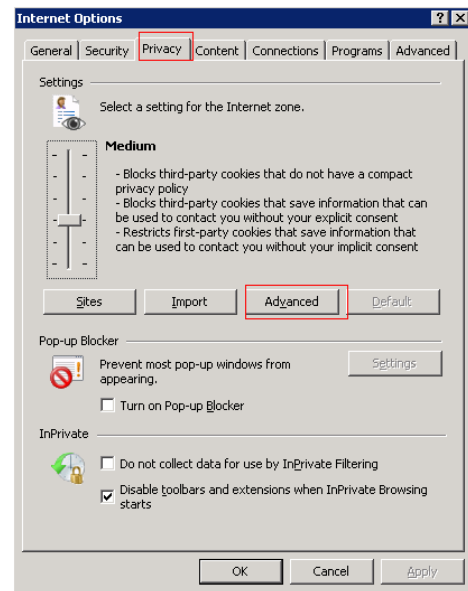 Internet Options
General Security Privacy Content Connections Programs Advanced
Settings
Select a setting for the Internet zone.
Medium
- Blocks third-party cookies that do not have a compact
privacy policy
- Blocks third-party cookies that save information that can
be used to contact you without your explicit consent
- Restricts first-party cookies that save information that
can be used to contact you without your implicit consent
Sites Import Advanced Default
Pop-up Blocker
Prevent most pop-up windows from
appearing.
Settings
Turn on Pop-up Blocker
InPrivate
Do not collect data for use by InPrivate Filtering
Disable toolbars and extensions when InPrivate Browsing
starts
OK Cancel Apply